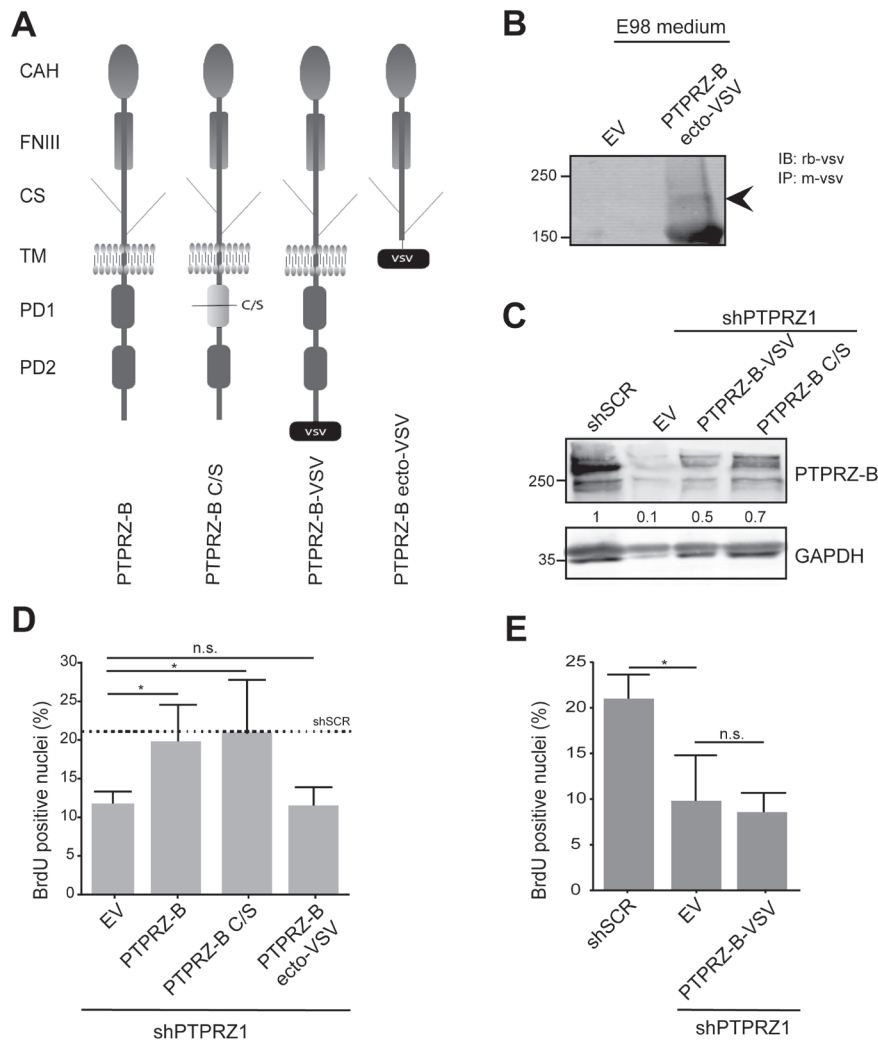 A
CAH
FNIII
CS
TM
PD1
PD2
C/S
VSV
VSV
PTPRZ-B
PTPRZ-B C/S
PTPRZ-B-VSV
PTPRZ-B ecto-VSV
B
E98 medium
EV
PTPRZ-B
ecto-VSV
250
150
IB: rb-vsv
IP: m-vsv
C
shPTPRZ1
shSCR
EV
PTPRZ-B-VSV
PTPRZ-B C/S
250
PTPRZ-B
1 0.1 0.5 0.7
35
GAPDH
D
BrdU positive nuclei (%)
30
25
20
15
10
5
0
n.s.
*
*
shSCR
EV
PTPRZ-B
PTPRZ-B C/S
PTPRZ-B
ecto-VSV
shPTPRZ1
E
BrdU positive nuclei (%)
25
20
15
10
5
0
*
n.s.
shSCR
EV
PTPRZ-B-VSV
shPTPRZ1